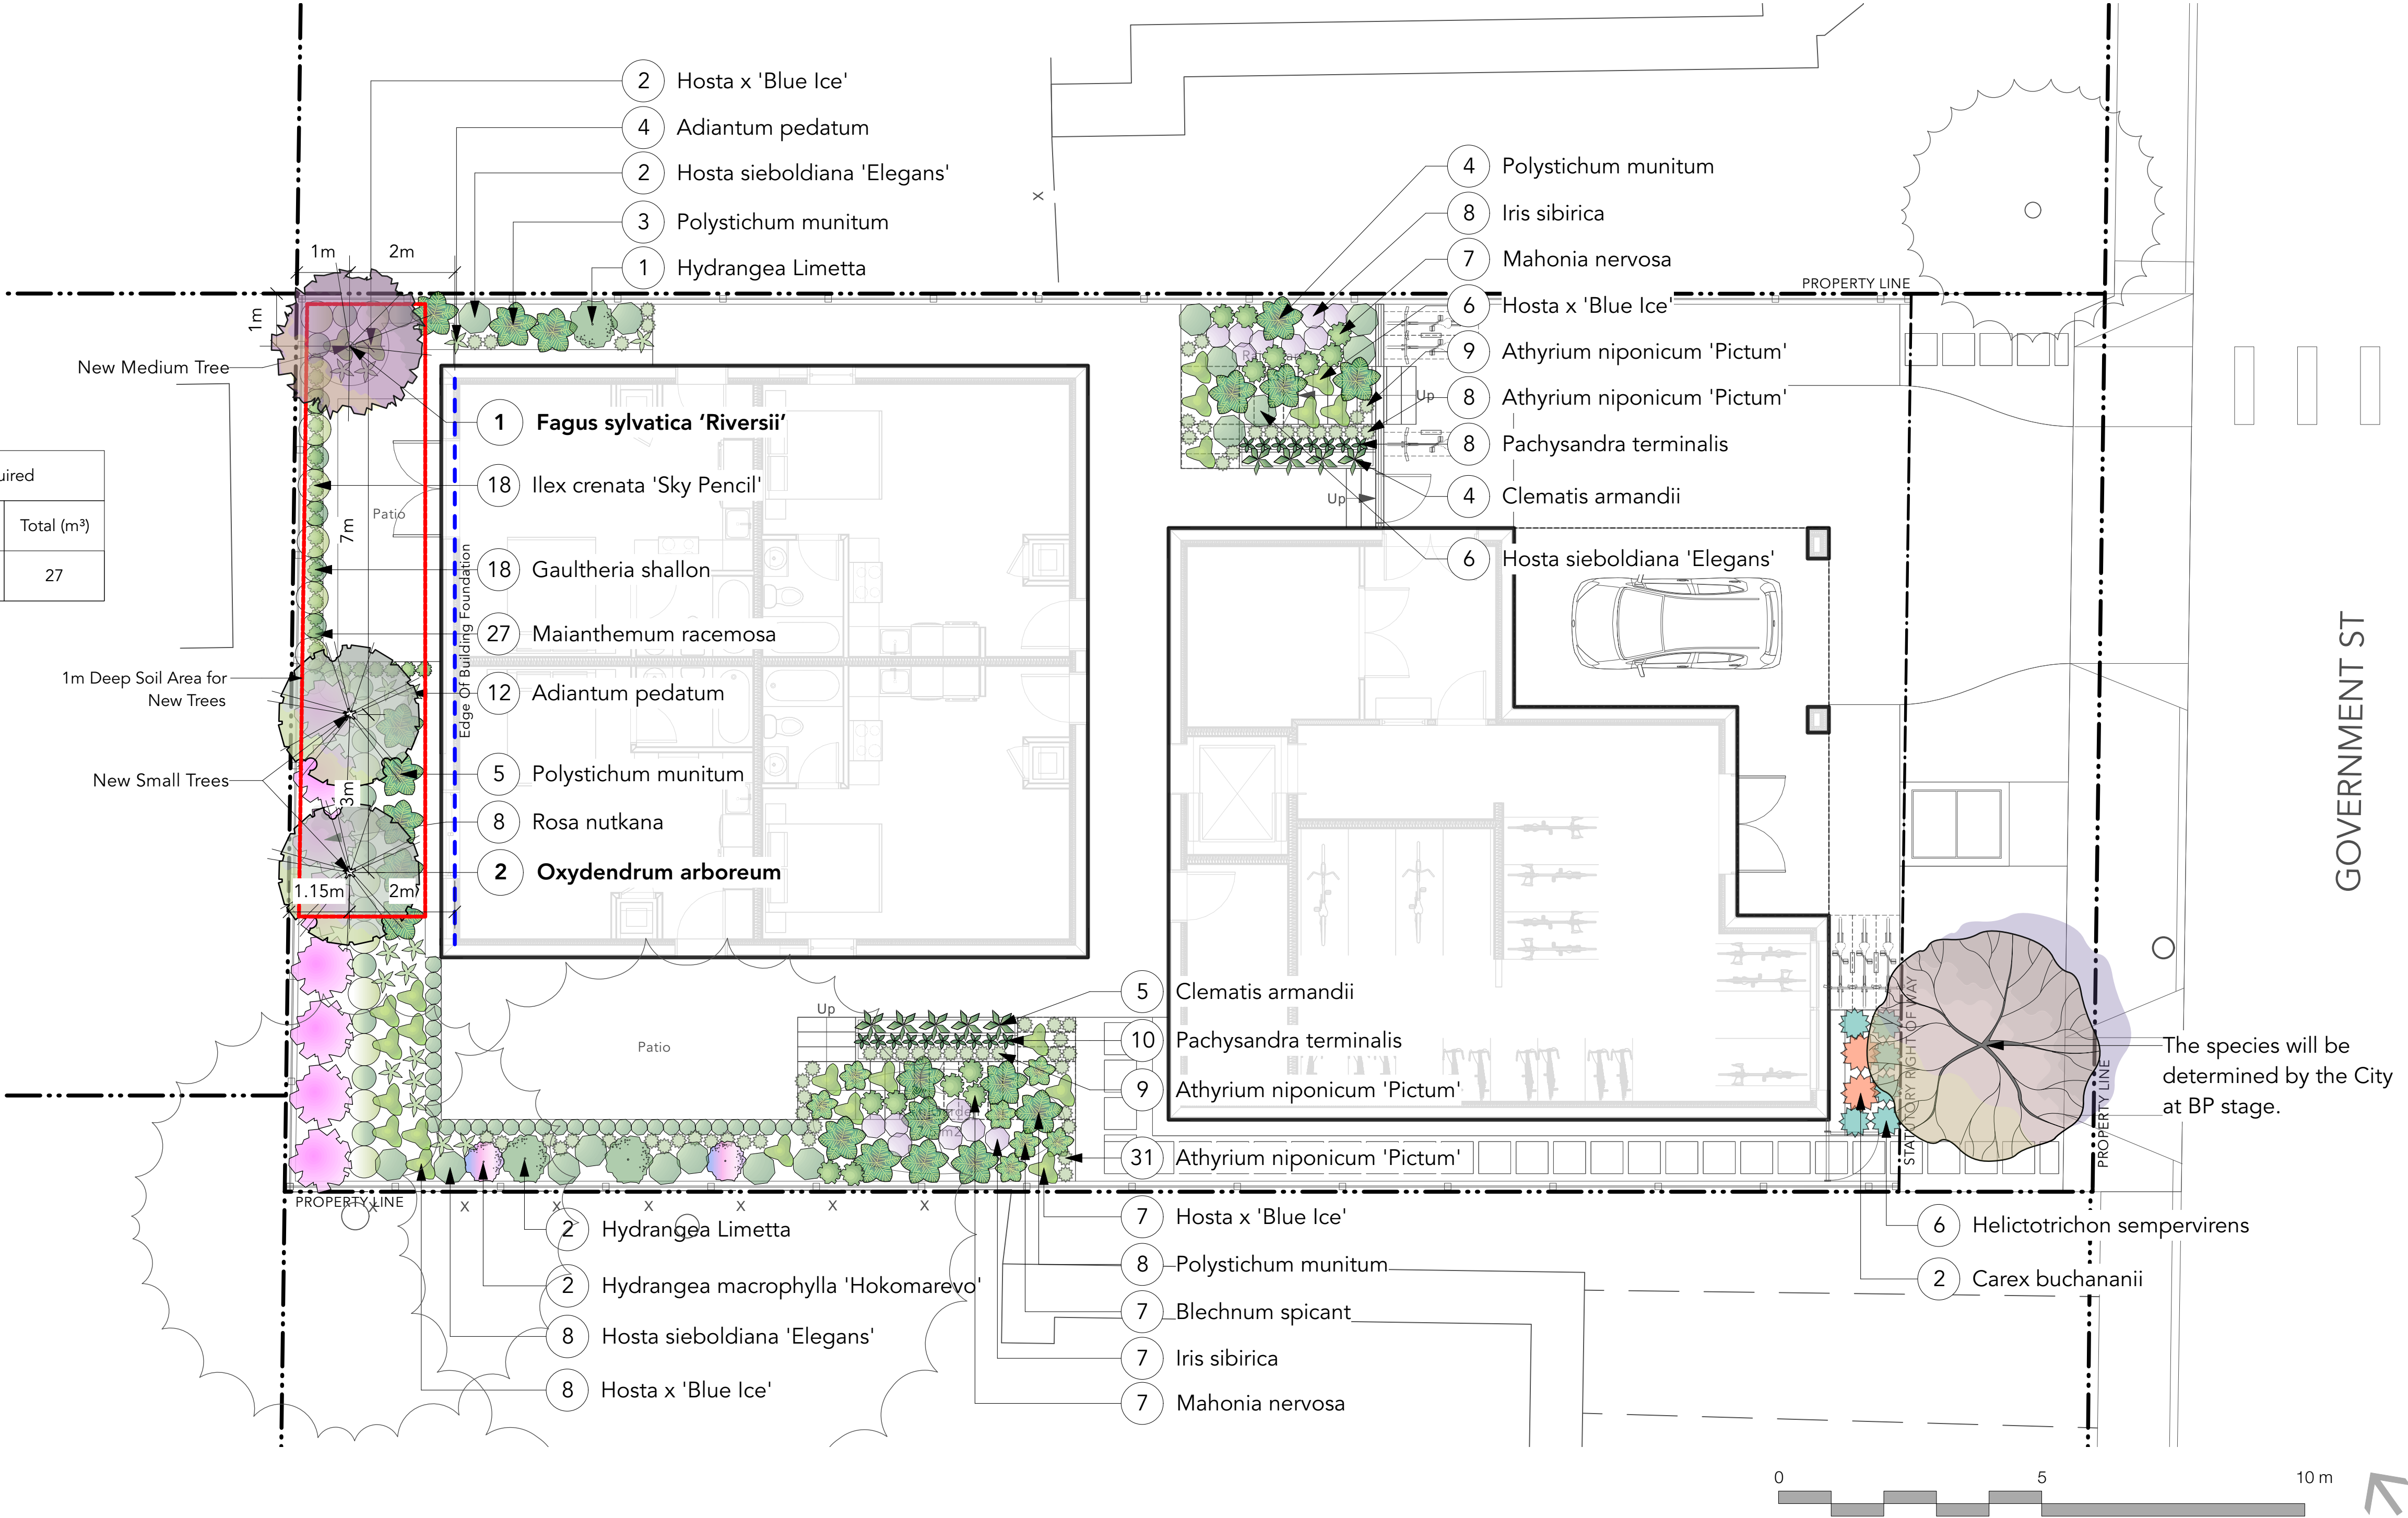 2 Hosta x 'Blue Ice'
4 Adiantum pedatum
2 Hosta sieboldiana 'Elegans'
3 Polystichum munitum
1 Hydrangea Limetta
4 Polystichum munitum
8 Iris sibirica
7 Mahonia nervosa
6 Hosta x 'Blue Ice'
9 Athyrium niponicum 'Pictum'
8 Athyrium niponicum 'Pictum'
8 Pachysandra terminalis
4 Clematis armandii
6 Hosta sieboldiana 'Elegans'
PROPERTY LINE
X
1m
2m
1m
New Medium Tree
uired
Total (m³)
27
1m Deep Soil Area for
New Trees
New Small Trees
1 Fagus sylvatica ‘Riversii’
18 Ilex crenata 'Sky Pencil'
18 Gaultheria shallon
27 Maianthemum racemosa
12 Adiantum pedatum
5 Polystichum munitum
8 Rosa nutkana
2 Oxydendrum arboreum
Patio
7m
3m
1.15m
2m
Edge Of Building Foundation
Up
Up
GOVERNMENT ST
Up
Patio
5 Clematis armandii
10 Pachysandra terminalis
9 Athyrium niponicum 'Pictum'
31 Athyrium niponicum 'Pictum'
7 Hosta x 'Blue Ice'
8 Polystichum munitum
7 Blechnum spicant
7 Iris sibirica
7 Mahonia nervosa
PROPERTY LINE
X X X X X X X
2 Hydrangea Limetta
2 Hydrangea macrophylla 'Hokomarevo'
8 Hosta sieboldiana 'Elegans'
8 Hosta x 'Blue Ice'
STATUTORY RIGHT OF WAY
PROPERTY LINE
The species will be
determined by the City
at BP stage.
6 Helictotrichon sempervirens
2 Carex buchananii
0 5 10 m